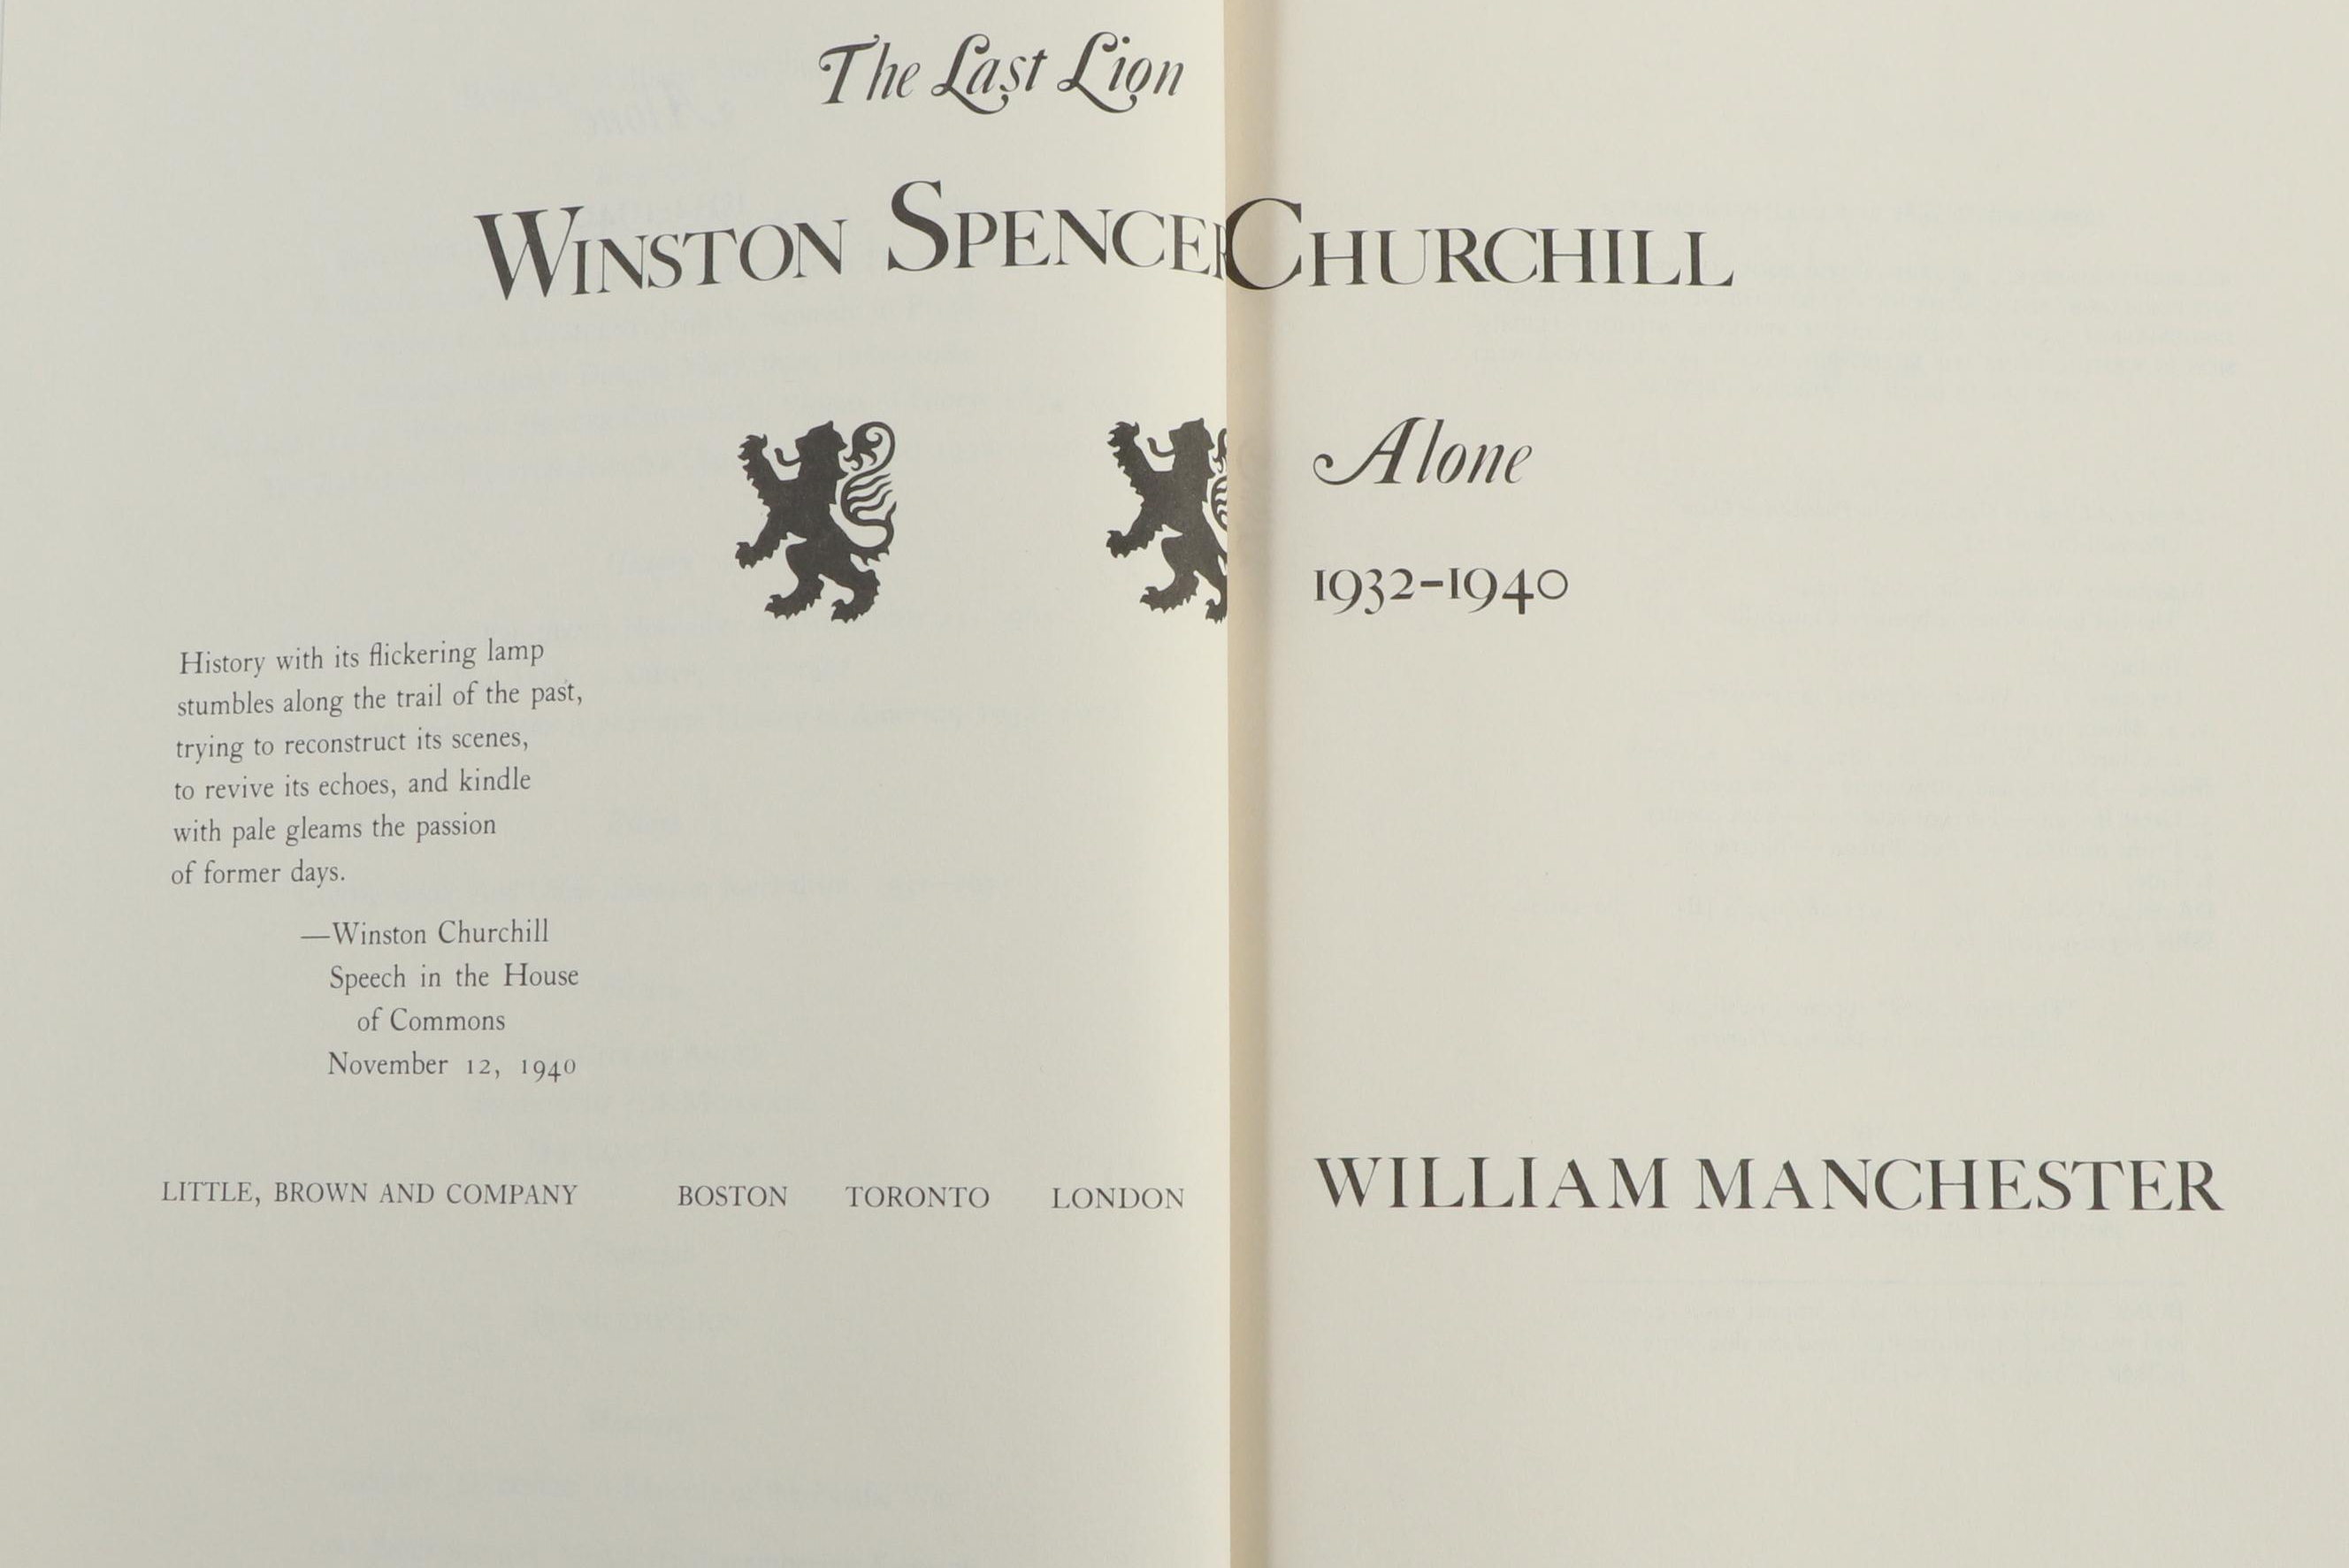 The Last Lion
WINSTON SPENCER CHURCHILL
Alone
1932–1940
History with its flickering lamp
stumbles along the trail of the past,
trying to reconstruct its scenes,
to revive its echoes, and kindle
with pale gleams the passion
of former days.
—Winston Churchill
Speech in the House
of Commons
November 12, 1940
LITTLE, BROWN AND COMPANY BOSTON TORONTO LONDON
WILLIAM MANCHESTER